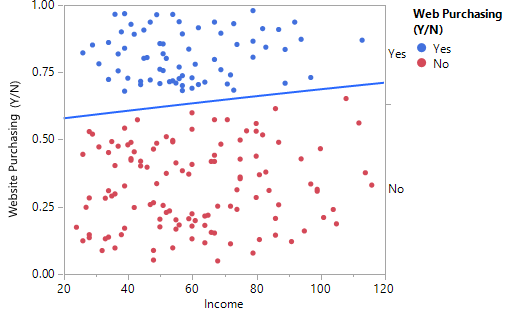 Web Purchasing
(Y/N)
Yes
No
Website Purchasing (Y/N)
1.00
0.75
0.50
0.25
0.00
Yes
No
20
40
60
80
100
120
Income